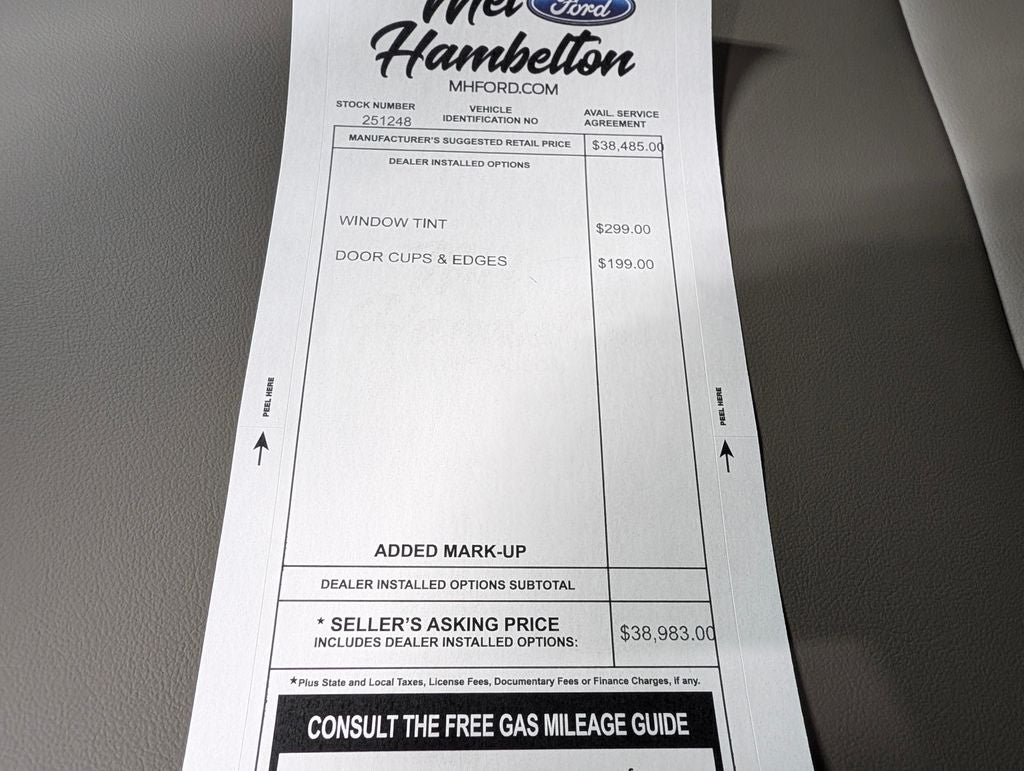 Mel Ford
Hambelton
MHFORD.COM
STOCK NUMBER VEHICLE IDENTIFICATION NO AVAIL. SERVICE AGREEMENT
251248
MANUFACTURER'S SUGGESTED RETAIL PRICE $38,485.00
DEALER INSTALLED OPTIONS
WINDOW TINT $299.00
DOOR CUPS & EDGES $199.00
PEEL HERE
PEEL HERE
ADDED MARK-UP
DEALER INSTALLED OPTIONS SUBTOTAL
* SELLER'S ASKING PRICE
INCLUDES DEALER INSTALLED OPTIONS: $38,983.00
*Plus State and Local Taxes, License Fees, Documentary Fees or Finance Charges, if any.
CONSULT THE FREE GAS MILEAGE GUIDE